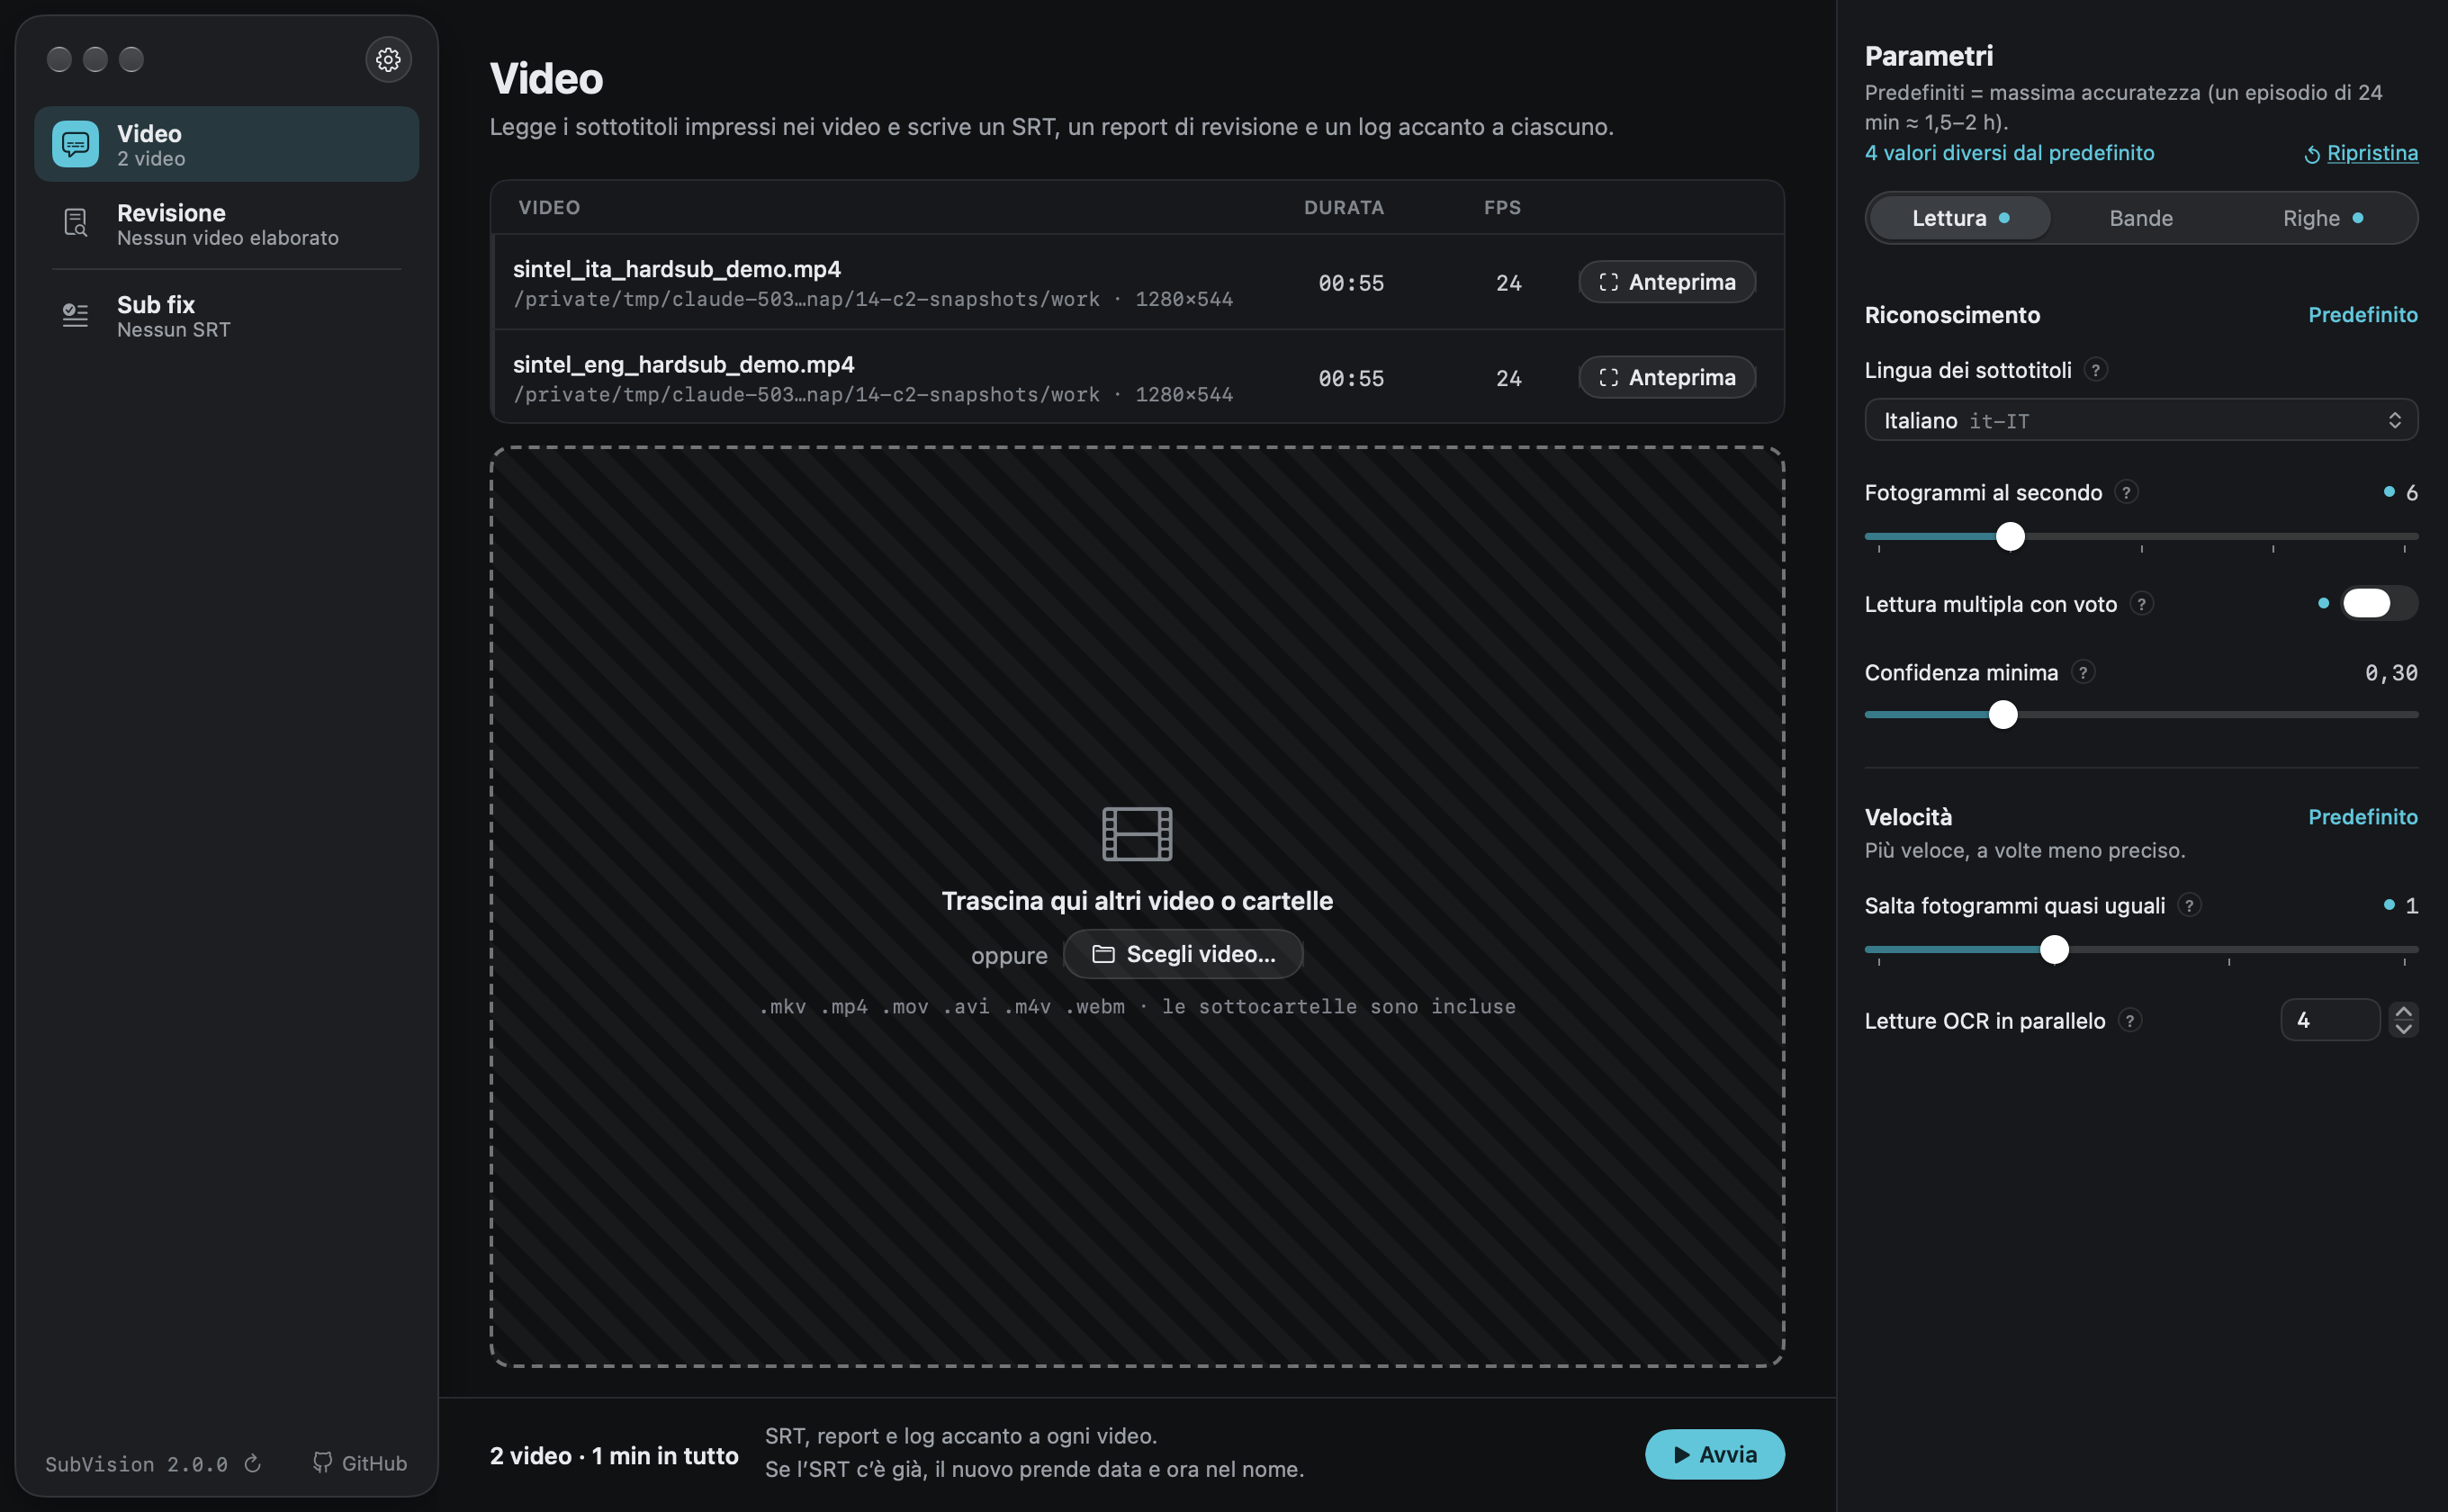 Video
2 video
Revisione
Nessun video elaborato
Sub fix
Nessun SRT
SubVision 2.0.0
GitHub
Video
Legge i sottotitoli impressi nei video e scrive un SRT, un report di revisione e un log accanto a ciascuno.
VIDEO DURATA FPS
sintel_ita_hardsub_demo.mp4
/private/tmp/claude-503…nap/14-c2-snapshots/work · 1280×544
00:55 24 Anteprima
sintel_eng_hardsub_demo.mp4
/private/tmp/claude-503…nap/14-c2-snapshots/work · 1280×544
00:55 24 Anteprima
Trascina qui altri video o cartelle
oppure Scegli video...
.mkv .mp4 .mov .avi .m4v .webm · le sottocartelle sono incluse
2 video · 1 min in tutto
SRT, report e log accanto a ogni video.
Se l’SRT c’è già, il nuovo prende data e ora nel nome.
Avvia
Parametri
Predefiniti = massima accuratezza (un episodio di 24
min ≈ 1,5–2 h).
4 valori diversi dal predefinito Ripristina
Lettura Bande Righe
Riconoscimento Predefinito
Lingua dei sottotitoli ?
Italiano it-IT
Fotogrammi al secondo ? 6
Lettura multipla con voto ?
Confidenza minima ? 0,30
Velocità Predefinito
Più veloce, a volte meno preciso.
Salta fotogrammi quasi uguali ? 1
Letture OCR in parallelo ? 4